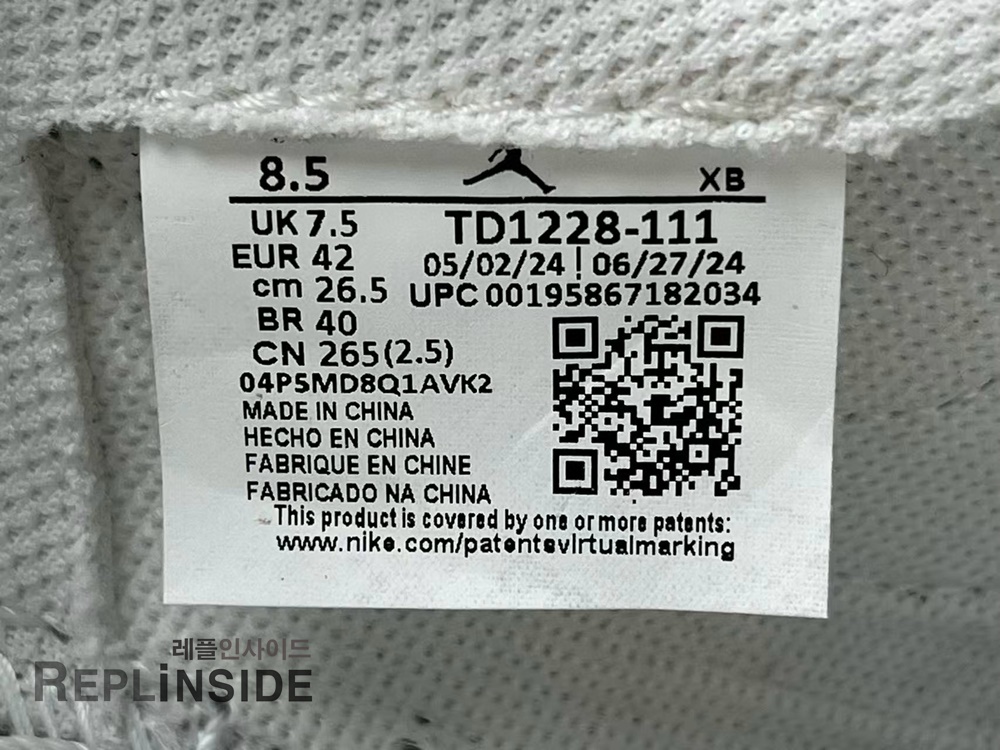 8.5 XB
UK 7.5 TD1228-111
EUR 42 05/02/24 | 06/27/24
cm 26.5 UPC 00195867182034
BR 40
CN 265(2.5)
04P5MD8Q1AVK2
MADE IN CHINA
HECHO EN CHINA
FABRIQUE EN CHINE
FABRICADO NA CHINA
This product is covered by one or more patents:
www.nike.com/patentsvirtualmarking
레플인사이드
REPLiNSIDE